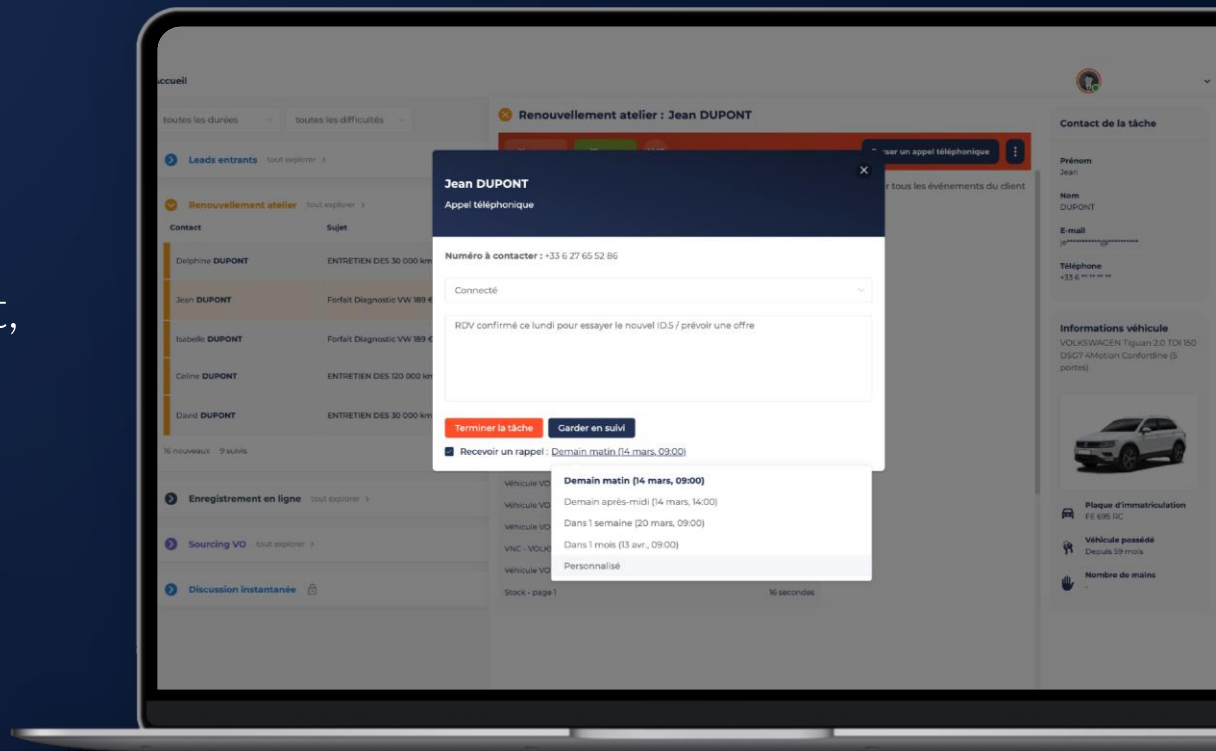 t,
Accueil
toutes les durées
toutes les difficultés
Leads entrants tout explorer >
Renouvellement atelier tout explorer >
Contact Sujet
Delphine DUPONT ENTRETIEN DES 30 000 km
Jean DUPONT Forfait Diagnostic VW 189 €
Isabelle DUPONT Forfait Diagnostic VW 189 €
Celine DUPONT ENTRETIEN DES 120 000 km
David DUPONT ENTRETIEN DES 30 000 km
16 nouveaux 9 suivis
Enregistrement en ligne tout explorer >
Sourcing VO tout explorer >
Discussion instantanée
Renouvellement atelier : Jean DUPONT
un appel téléphonique
tous les événements du client
Jean DUPONT
Appel téléphonique
Numéro à contacter : +33 6 27 65 52 86
Connecté
RDV confirmé ce lundi pour essayer le nouvel ID.5 / prévoir une offre
Terminer la tâche Garder en suivi
Recevoir un rappel : Demain matin (14 mars, 09:00)
Demain matin (14 mars, 09:00)
Demain après-midi (14 mars, 14:00)
Dans 1 semaine (20 mars, 09:00)
Dans 1 mois (13 avr., 09:00)
Personnalisé
Véhicule VO
Véhicule VO
Véhicule VO
VNC - VOLK
Véhicule VO
Stock - page 1 16 secondes
Contact de la tâche
Prénom
Jean
Nom
DUPONT
E-mail
je***********@**********
Téléphone
+33 6 ** ** ** **
Informations véhicule
VOLKSWAGEN Tiguan 2.0 TDI 150
DSG7 4Motion Confortline (5
portes)
Plaque d'immatriculation
FE 695 RC
Véhicule possédé
Depuis 59 mois
Nombre de mains
-